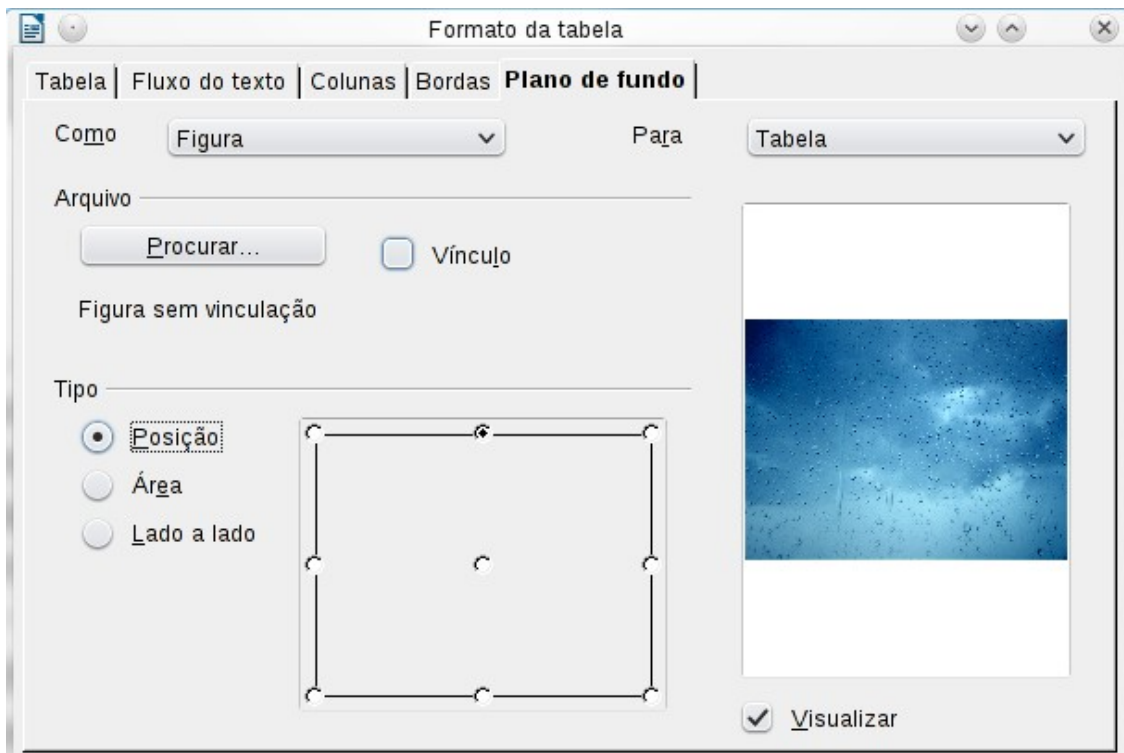 Formato da tabela
Tabela Fluxo do texto Colunas Bordas Plano de fundo
Como Figura Para Tabela
Arquivo
Procurar... Vínculo
Figura sem vinculação
Tipo
Posição
Área
Lado a lado
Visualizar